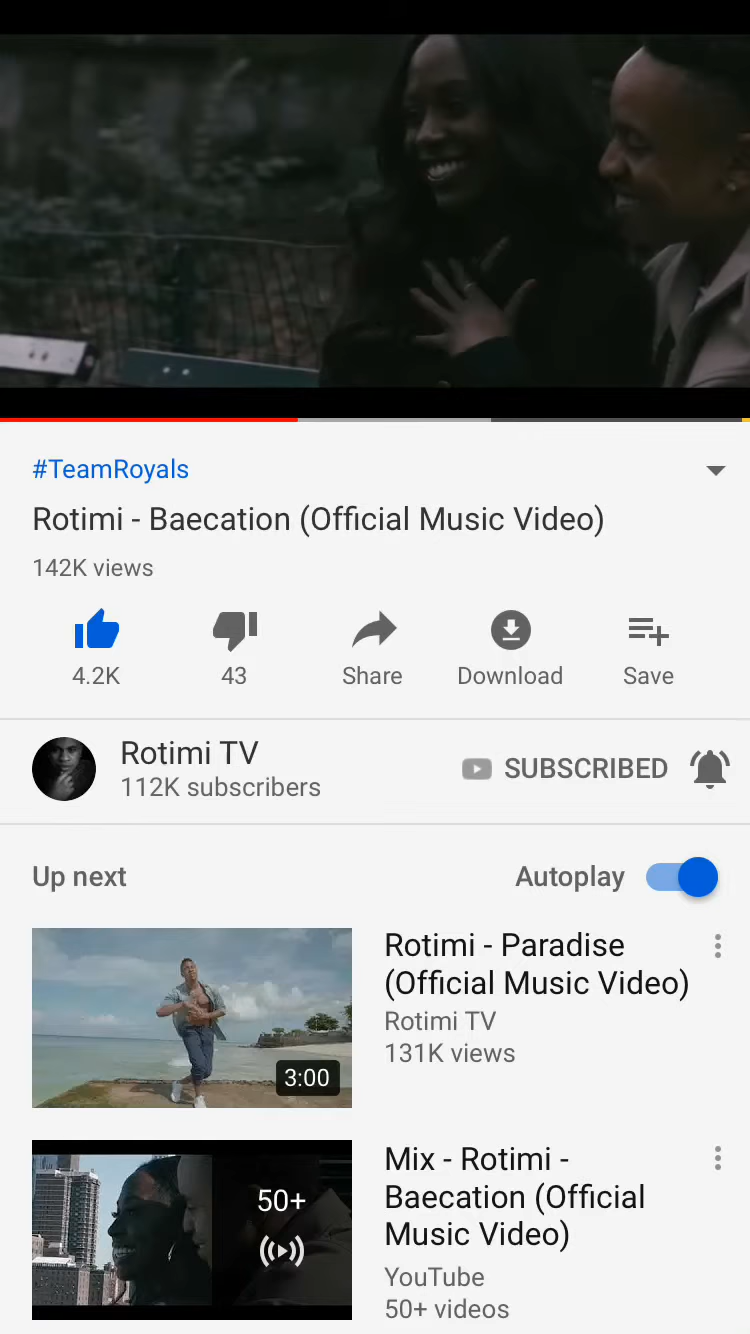 #TeamRoyals
Rotimi - Baecation (Official Music Video)
142K views
4.2K
43
Share
Download
Save
Rotimi TV
112K subscribers
SUBSCRIBED
Up next
Autoplay
3:00
Rotimi - Paradise
(Official Music Video)
Rotimi TV
131K views
50+
Mix - Rotimi -
Baecation (Official
Music Video)
YouTube
50+ videos